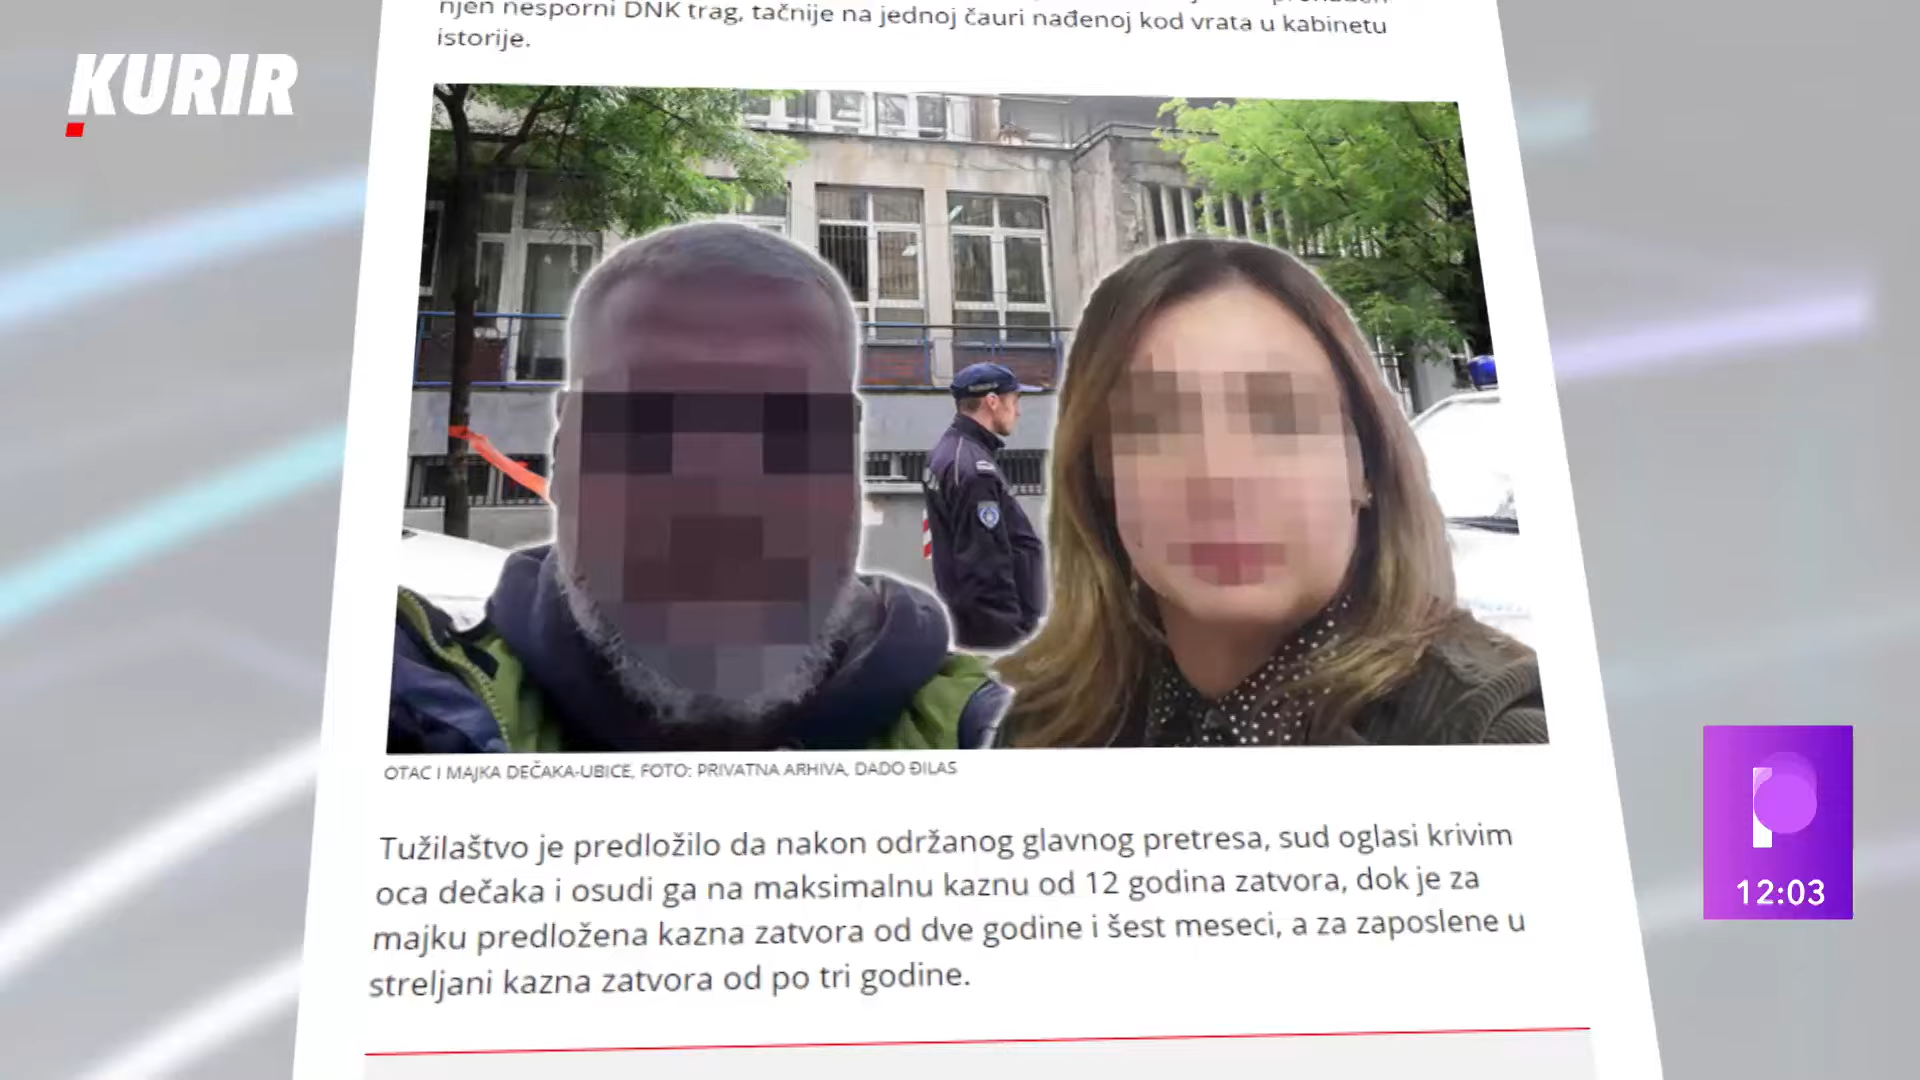 njen nesporni DNK trag, tačnije na jednoj čauri nađenoj kod vrata u kabinetu
istorije.
KURIR
OTAC I MAJKA DEČAKA-UBICE, FOTO: PRIVATNA ARHIVA, DADO ĐILAS
Tužilaštvo je predložilo da nakon održanog glavnog pretresa, sud oglasi krivim
oca dečaka i osudi ga na maksimalnu kaznu od 12 godina zatvora, dok je za
majku predložena kazna zatvora od dve godine i šest meseci, a za zaposlene u
streljani kazna zatvora od po tri godine.
12:03